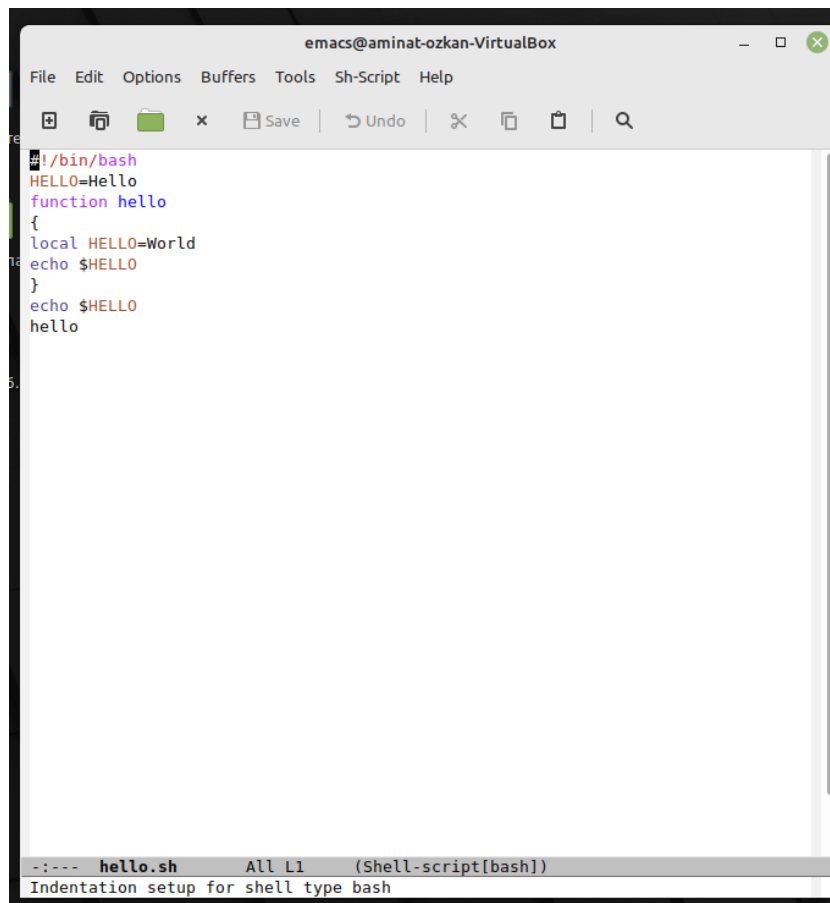 emacs@aminat-ozkan-VirtualBox
File Edit Options Buffers Tools Sh-Script Help
Save Undo
#!/bin/bash
HELLO=Hello
function hello
{
local HELLO=World
echo $HELLO
}
echo $HELLO
hello
-:--- hello.sh All L1 (Shell-script[bash])
Indentation setup for shell type bash